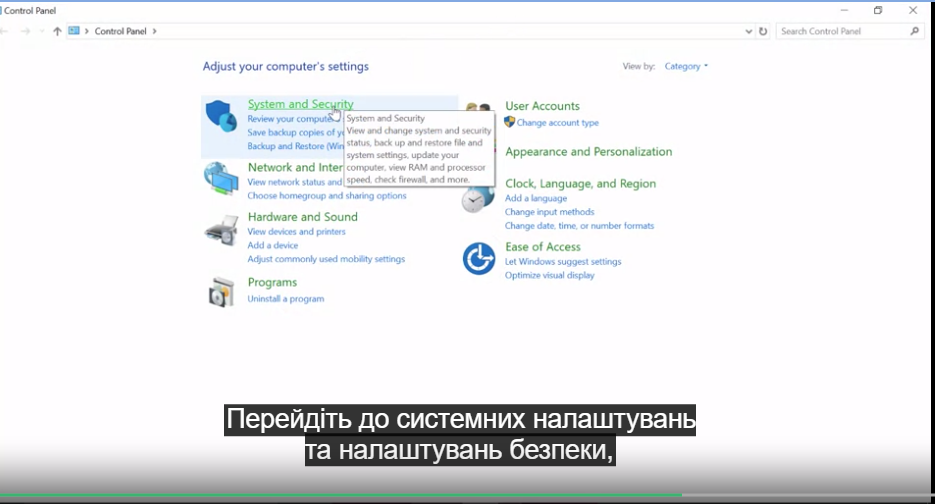 Control Panel
Control Panel
Search Control Panel
Adjust your computer's settings
View by: Category
System and Security
Review your compute
Save backup copies of yo
Backup and Restore (Win
System and Security
View and change system and security
status, back up and restore file and
system settings, update your
computer, view RAM and processor
speed, check firewall, and more.
Network and Inter
View network status and
Choose homegroup and sharing options
Hardware and Sound
View devices and printers
Add a device
Adjust commonly used mobility settings
Programs
Uninstall a program
User Accounts
Change account type
Appearance and Personalization
Clock, Language, and Region
Add a language
Change input methods
Change date, time, or number formats
Ease of Access
Let Windows suggest settings
Optimize visual display
Перейдіть до системних налаштувань
та налаштувань безпеки,